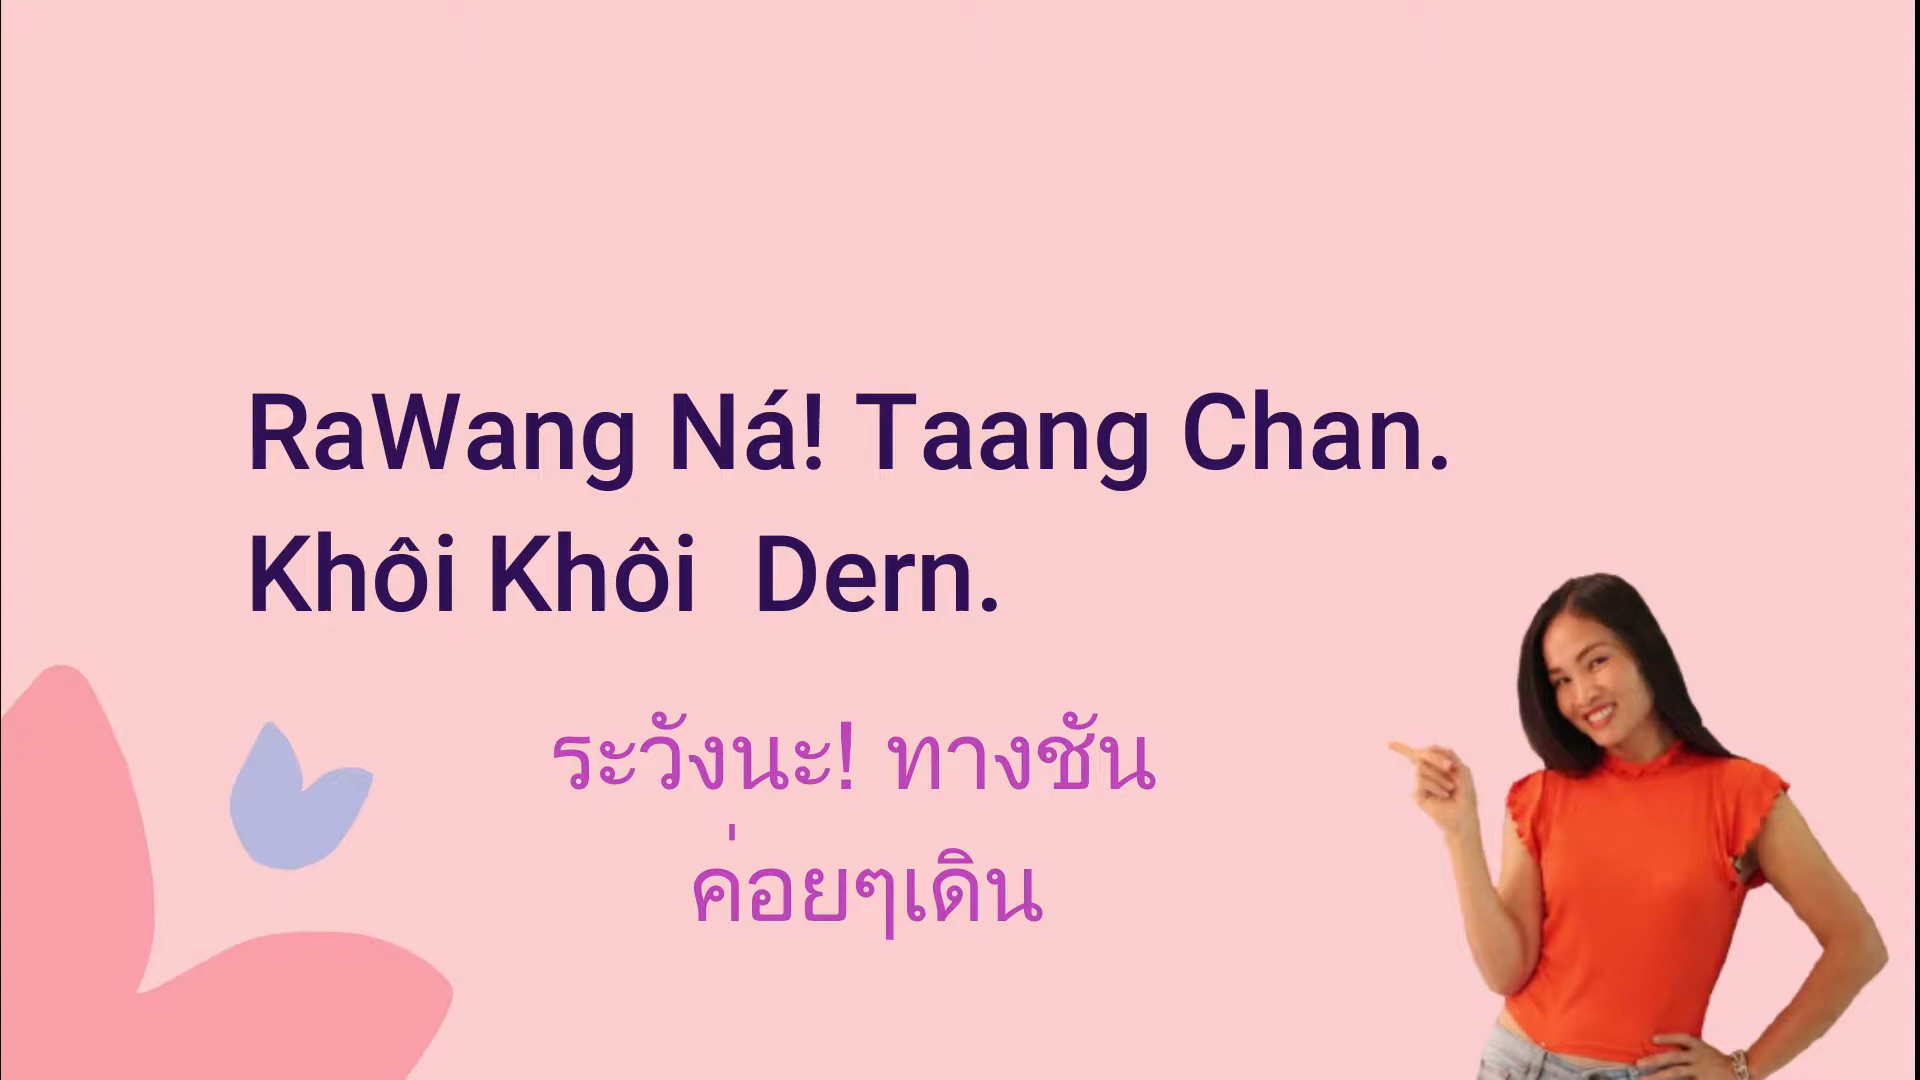 RaWang Ná! Taang Chan.
Khôi Khôi  Dern.
ระวังนะ! ทางชัน
ค่อยๆเดิน